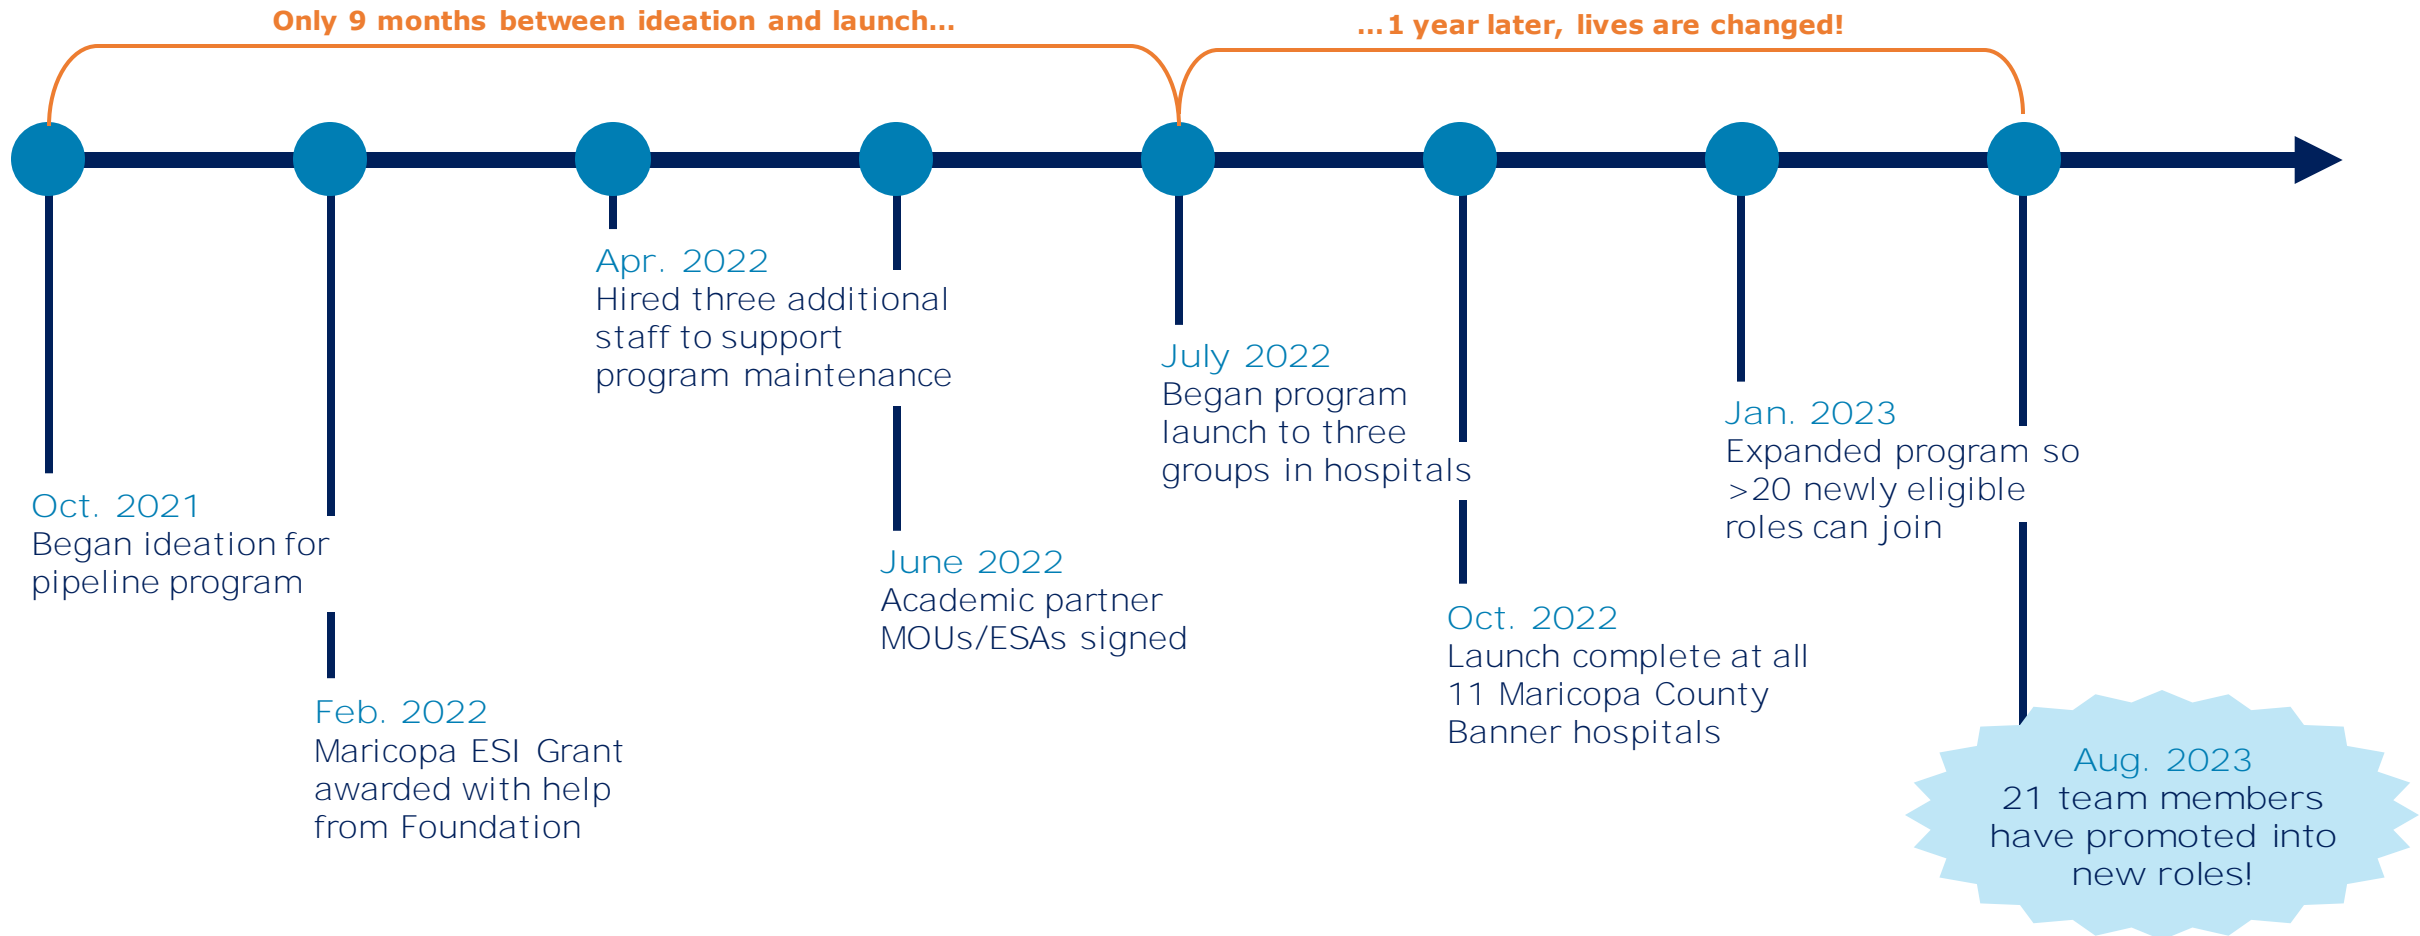 Only 9 months between ideation and launch...
...1 year later, lives are changed!
Oct. 2021
Began ideation for
pipeline program
Feb. 2022
Maricopa ESI Grant
awarded with help
from Foundation
Apr. 2022
Hired three additional
staff to support
program maintenance
June 2022
Academic partner
MOUs/ESAs signed
July 2022
Began program
launch to three
groups in hospitals
Oct. 2022
Launch complete at all
11 Maricopa County
Banner hospitals
Jan. 2023
Expanded program so
>20 newly eligible
roles can join
Aug. 2023
21 team members
have promoted into
new roles!